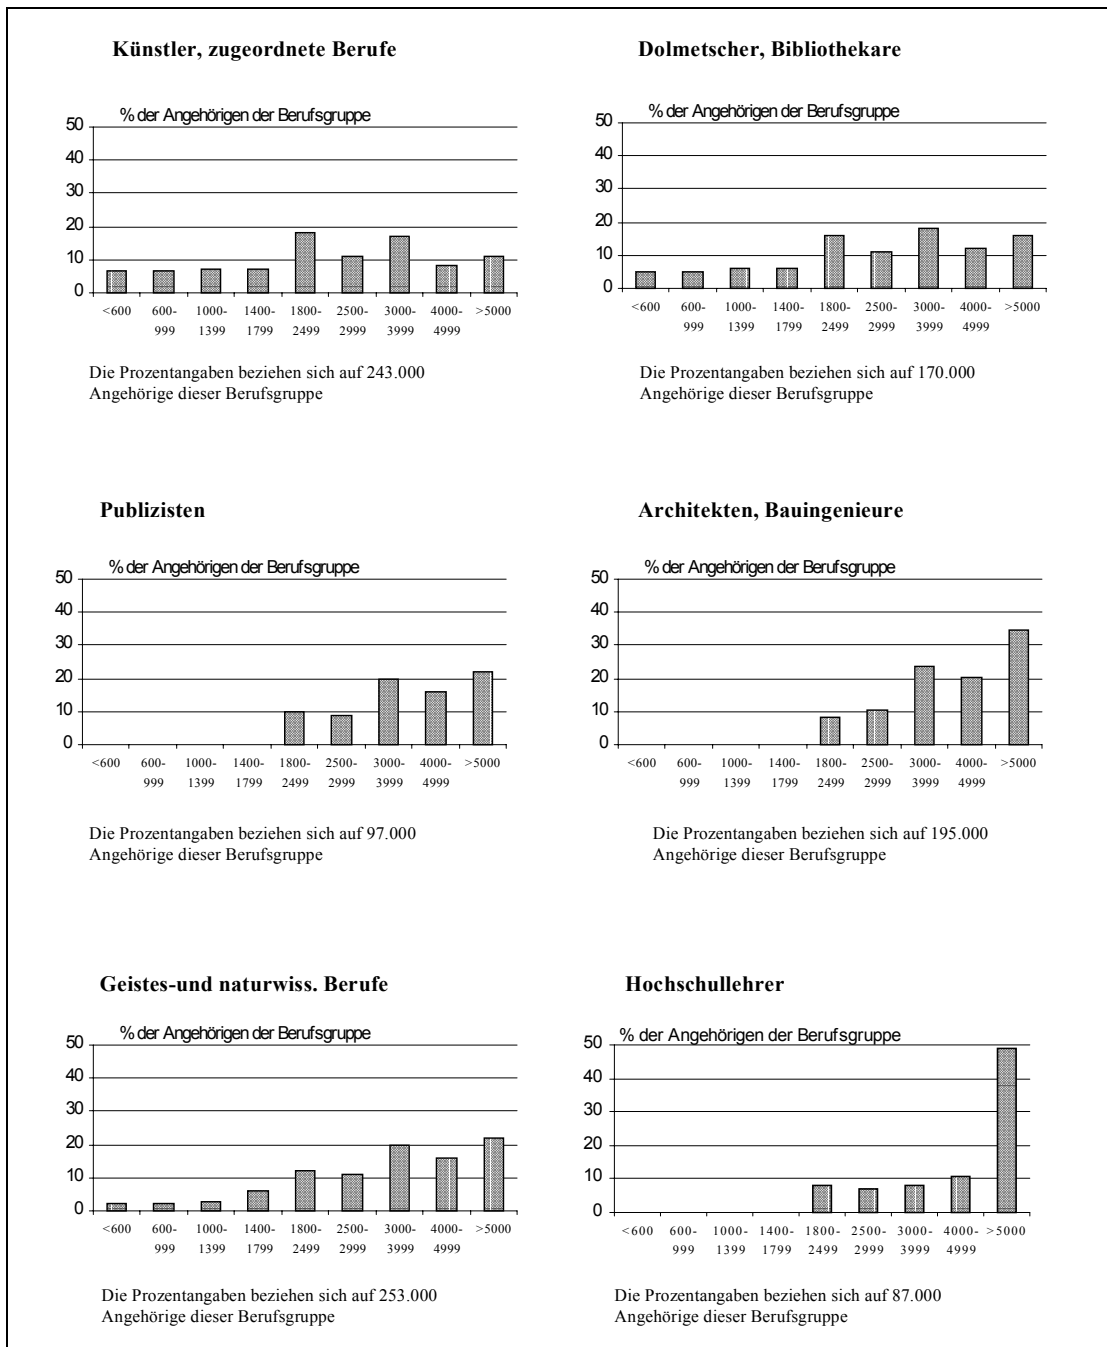 Künstler, zugeordnete Berufe
% der Angehörigen der Berufsgruppe
50
40
30
20
10
0
<600 600- 1000- 1400- 1800- 2500- 3000- 4000- >5000
999 1399 1799 2499 2999 3999 4999
Die Prozentangaben beziehen sich auf 243.000
Angehörige dieser Berufsgruppe
Dolmetscher, Bibliothekare
% der Angehörigen der Berufsgruppe
50
40
30
20
10
0
<600 600- 1000- 1400- 1800- 2500- 3000- 4000- >5000
999 1399 1799 2499 2999 3999 4999
Die Prozentangaben beziehen sich auf 170.000
Angehörige dieser Berufsgruppe
Publizisten
% der Angehörigen der Berufsgruppe
50
40
30
20
10
0
<600 600- 1000- 1400- 1800- 2500- 3000- 4000- >5000
999 1399 1799 2499 2999 3999 4999
Die Prozentangaben beziehen sich auf 97.000
Angehörige dieser Berufsgruppe
Architekten, Bauingenieure
% der Angehörigen der Berufsgruppe
50
40
30
20
10
0
<600 600- 1000- 1400- 1800- 2500- 3000- 4000- >5000
999 1399 1799 2499 2999 3999 4999
Die Prozentangaben beziehen sich auf 195.000
Angehörige dieser Berufsgruppe
Geistes-und naturwiss. Berufe
% der Angehörigen der Berufsgruppe
50
40
30
20
10
0
<600 600- 1000- 1400- 1800- 2500- 3000- 4000- >5000
999 1399 1799 2499 2999 3999 4999
Die Prozentangaben beziehen sich auf 253.000
Angehörige dieser Berufsgruppe
Hochschullehrer
% der Angehörigen der Berufsgruppe
50
40
30
20
10
0
<600 600- 1000- 1400- 1800- 2500- 3000- 4000- >5000
999 1399 1799 2499 2999 3999 4999
Die Prozentangaben beziehen sich auf 87.000
Angehörige dieser Berufsgruppe